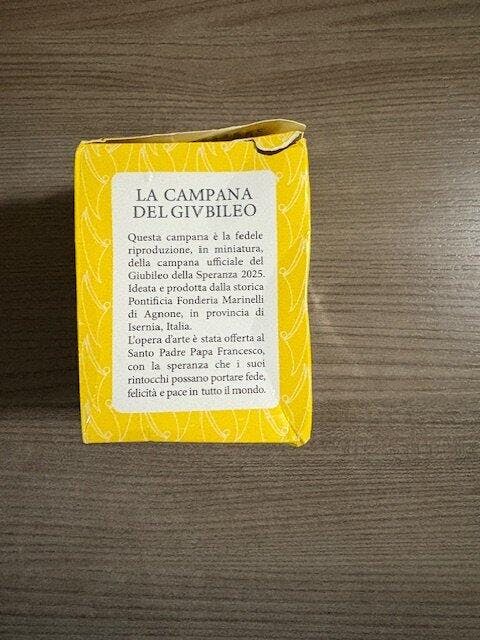 LA CAMPANA
DEL GIVBILEO
Questa campana è la fedele
riproduzione, in miniatura,
della campana ufficiale del
Giubileo della Speranza 2025.
Ideata e prodotta dalla storica
Pontificia Fonderia Marinelli
di Agnone, in provincia di
Isernia, Italia.
L'opera d'arte è stata offerta al
Santo Padre Papa Francesco,
con la speranza che i suoi
rintocchi possano portare fede,
felicità e pace in tutto il mondo.